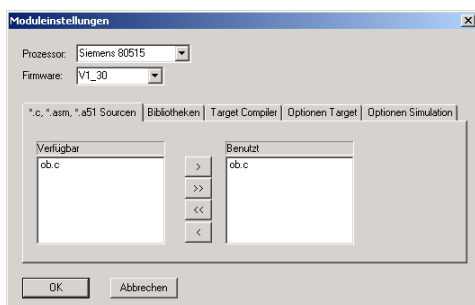 Moduleinstellungen
Prozessor: Siemens 80515
Firmware: V1_30
*.c, *.asm, *.a51 Sourcen Bibliotheken Target Compiler Optionen Target Optionen Simulation
Verfügbar Benutzt
ob.c > ob.c
>>
<<
<
OK Abbrechen